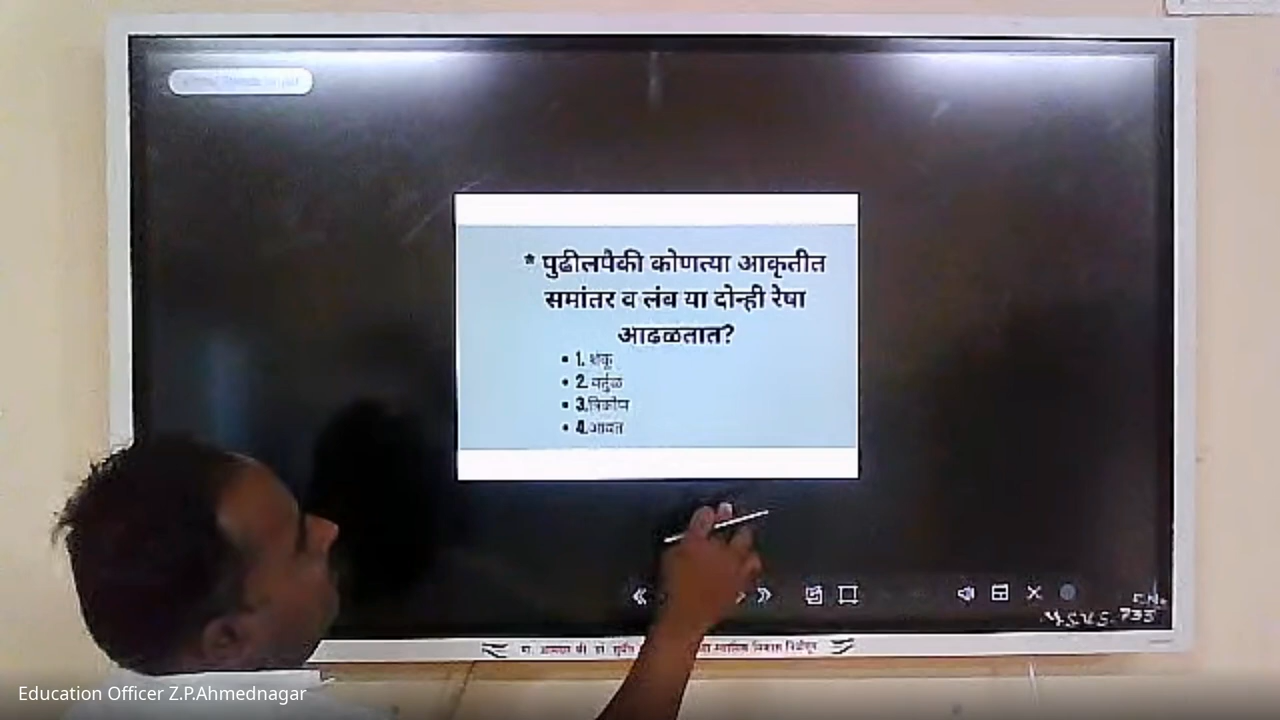 * पुढीलपैकी कोणत्या आकृतीत
समांतर व लंब या दोन्ही रेषा
आढळतात?
• 1. शंकू
• 2. वर्तुळ
• 3.त्रिकोण
• 4.आयत
Education Officer Z.P.Ahmednagar